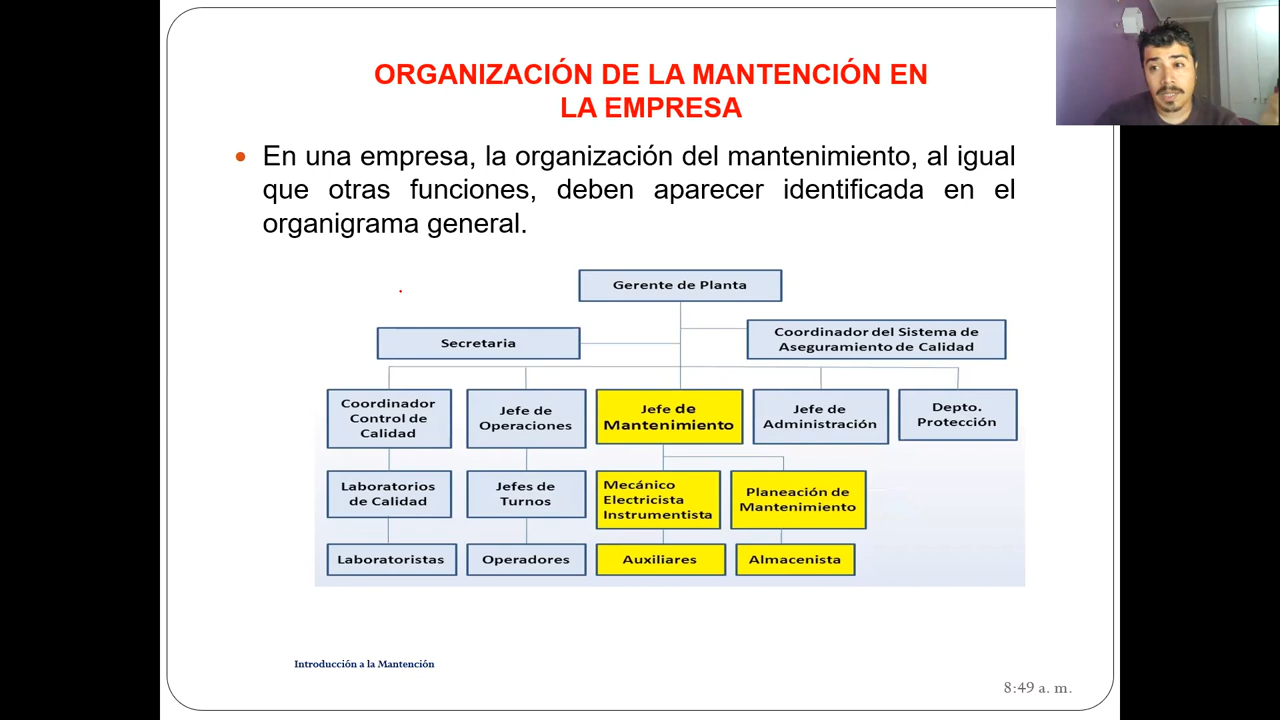 ORGANIZACIÓN DE LA MANTENCIÓN EN
LA EMPRESA
En una empresa, la organización del mantenimiento, al igual
que otras funciones, deben aparecer identificada en el
organigrama general.
Gerente de Planta
Secretaria
Coordinador del Sistema de
Aseguramiento de Calidad
Coordinador
Control de
Calidad
Jefe de
Operaciones
Jefe de
Mantenimiento
Jefe de
Administración
Depto.
Protección
Laboratorios
de Calidad
Jefes de
Turnos
Mecánico
Electricista
Instrumentista
Planeación de
Mantenimiento
Laboratoristas
Operadores
Auxiliares
Almacenista
Introducción a la Mantención
8:49 a. m.